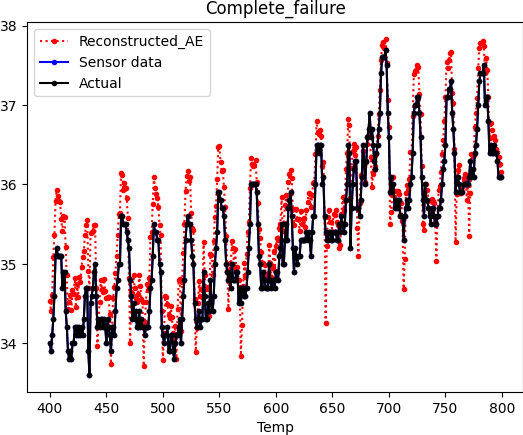 Complete_failure
Reconstructed_AE
Sensor data
Actual
38
37
36
35
34
400 450 500 550 600 650 700 750 800
Temp